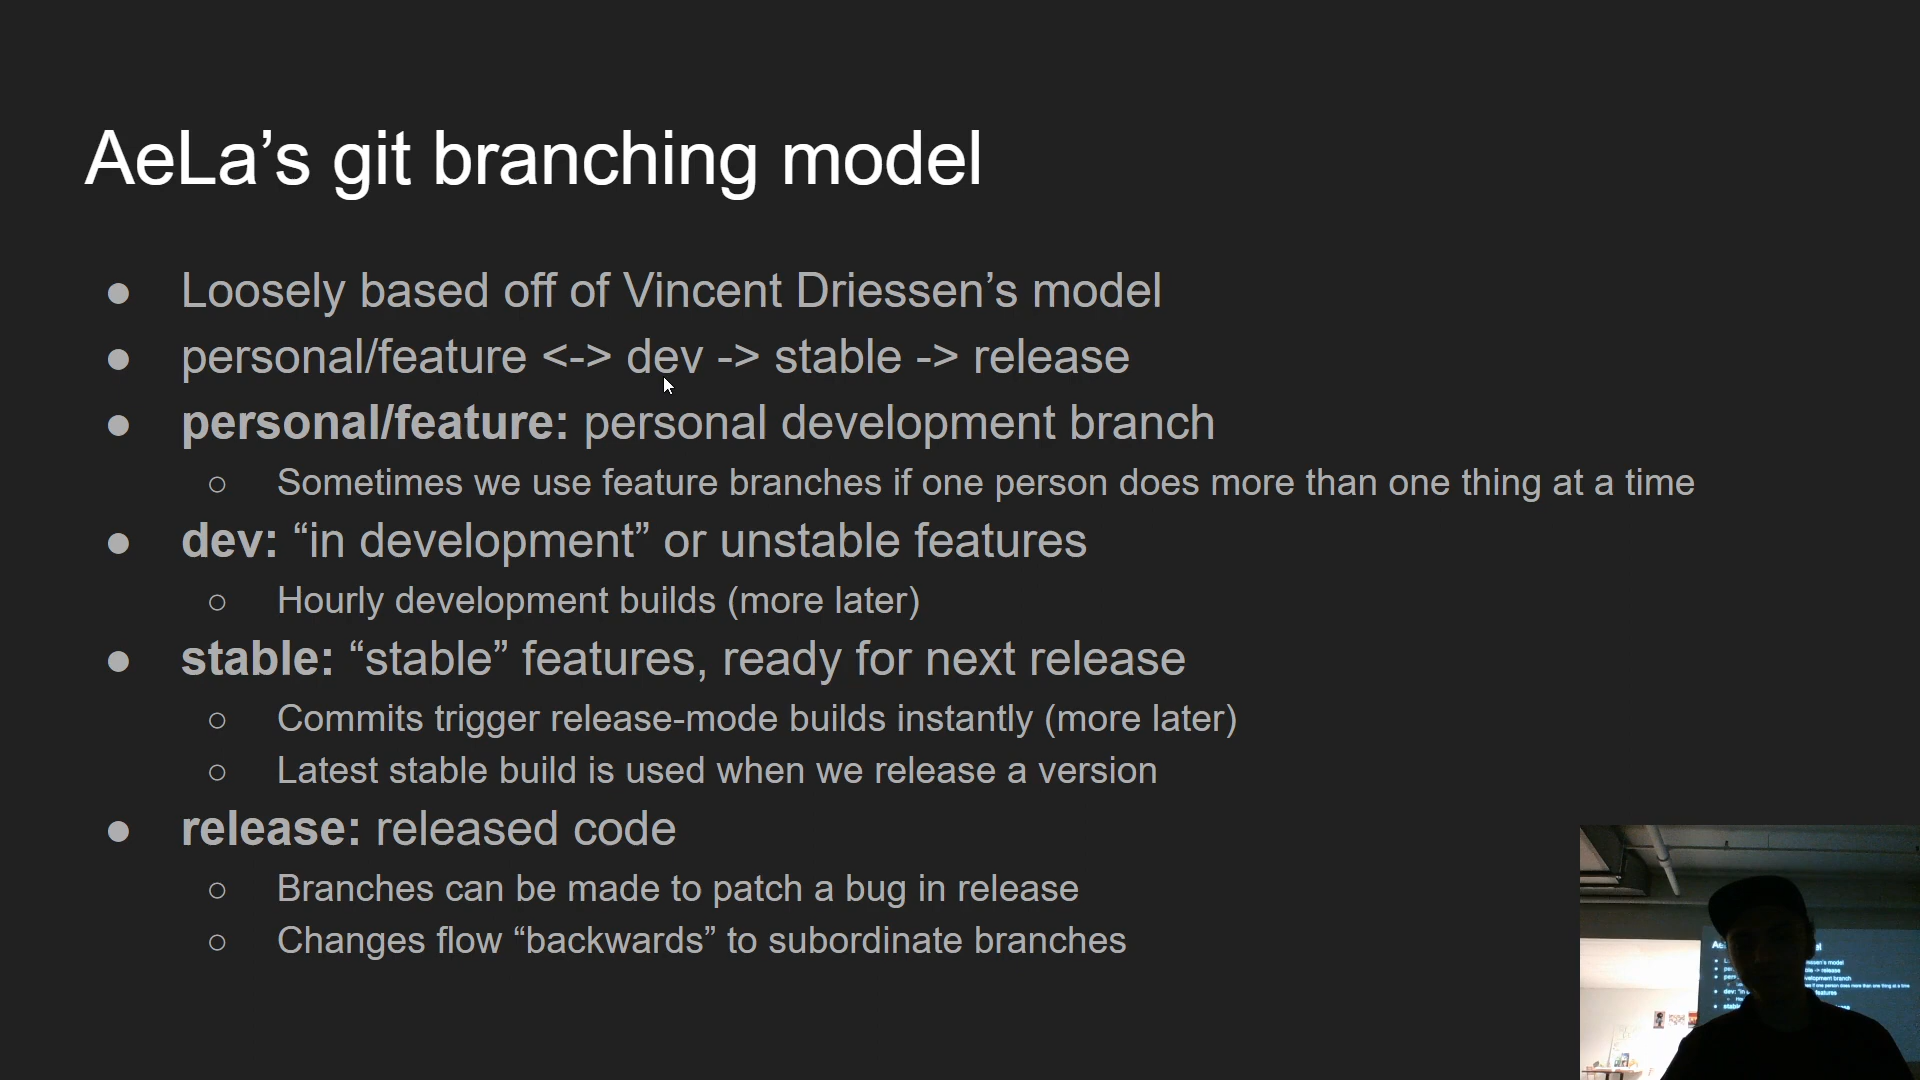 AeLa’s git branching model
● Loosely based off of Vincent Driessen’s model
● personal/feature <-> dev -> stable -> release
● personal/feature: personal development branch
○ Sometimes we use feature branches if one person does more than one thing at a time
● dev: “in development” or unstable features
○ Hourly development builds (more later)
● stable: “stable” features, ready for next release
○ Commits trigger release-mode builds instantly (more later)
○ Latest stable build is used when we release a version
● release: released code
○ Branches can be made to patch a bug in release
○ Changes flow “backwards” to subordinate branches